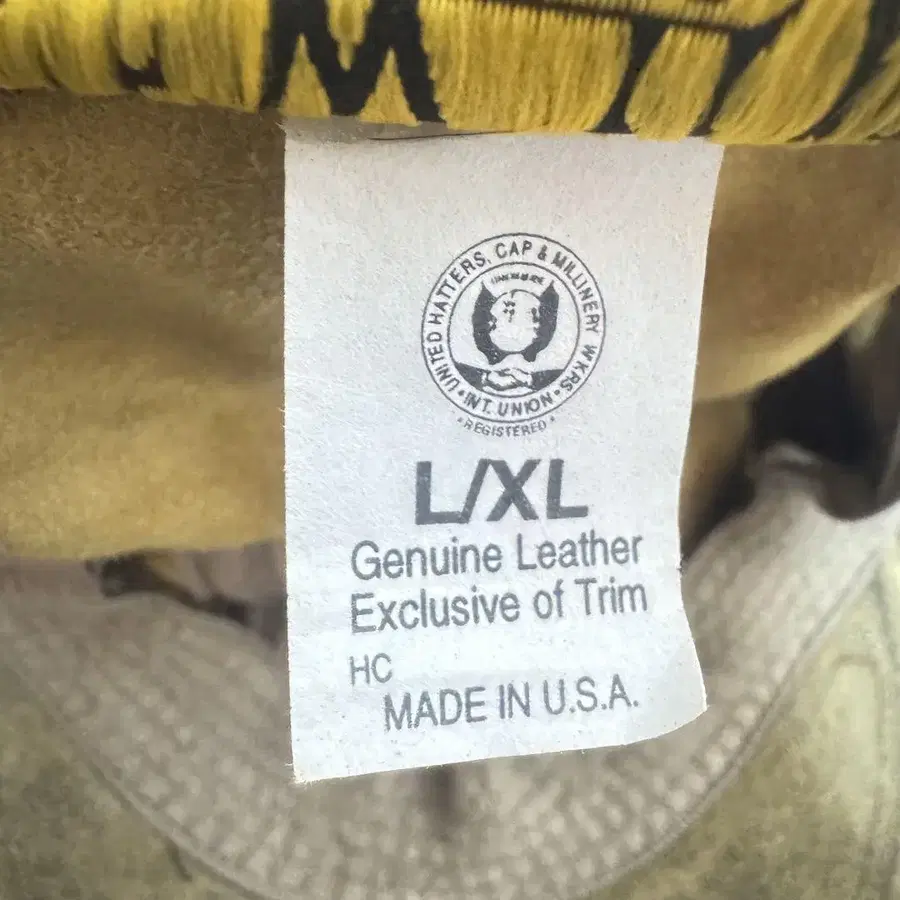 UNITED HATTERS, CAP & MILLINERY WKRS
INT. UNION
REGISTERED
L/XL
Genuine Leather
Exclusive of Trim
HC
MADE IN U.S.A.